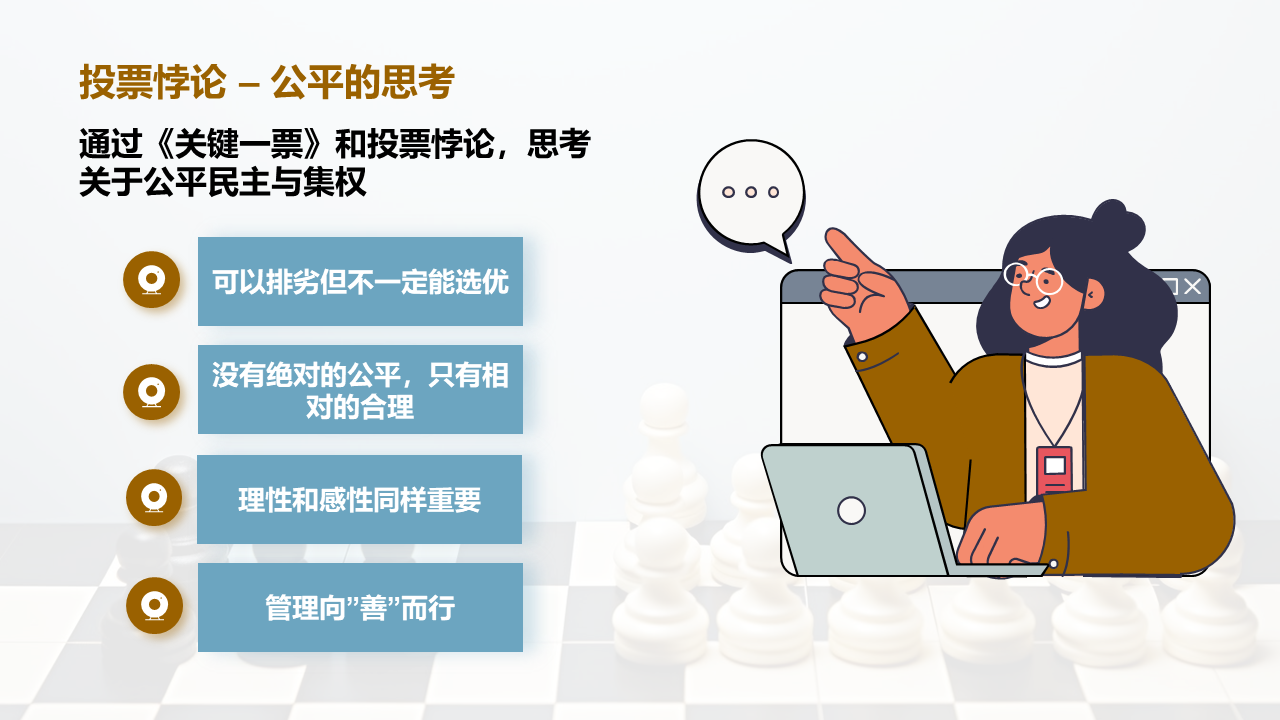 投票悖论 – 公平的思考
通过《关键一票》和投票悖论，思考
关于公平民主与集权
可以排劣但不一定能选优
没有绝对的公平，只有相
对的合理
理性和感性同样重要
管理向”善”而行